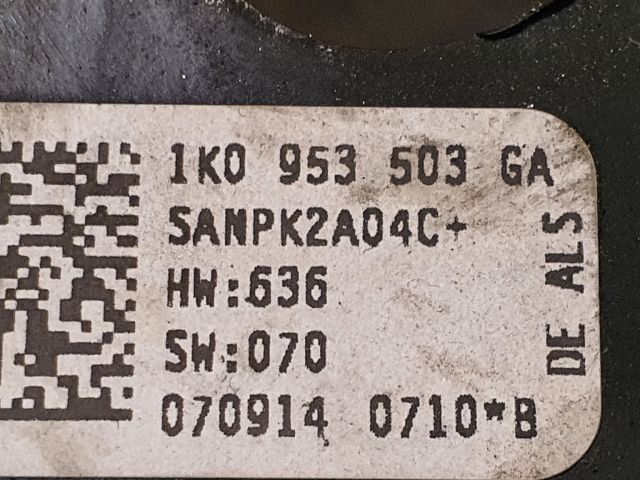 1K0 953 503 GA
SANPK2A04C+
HW:636
SW:070
070914 0710*B
DE ALS